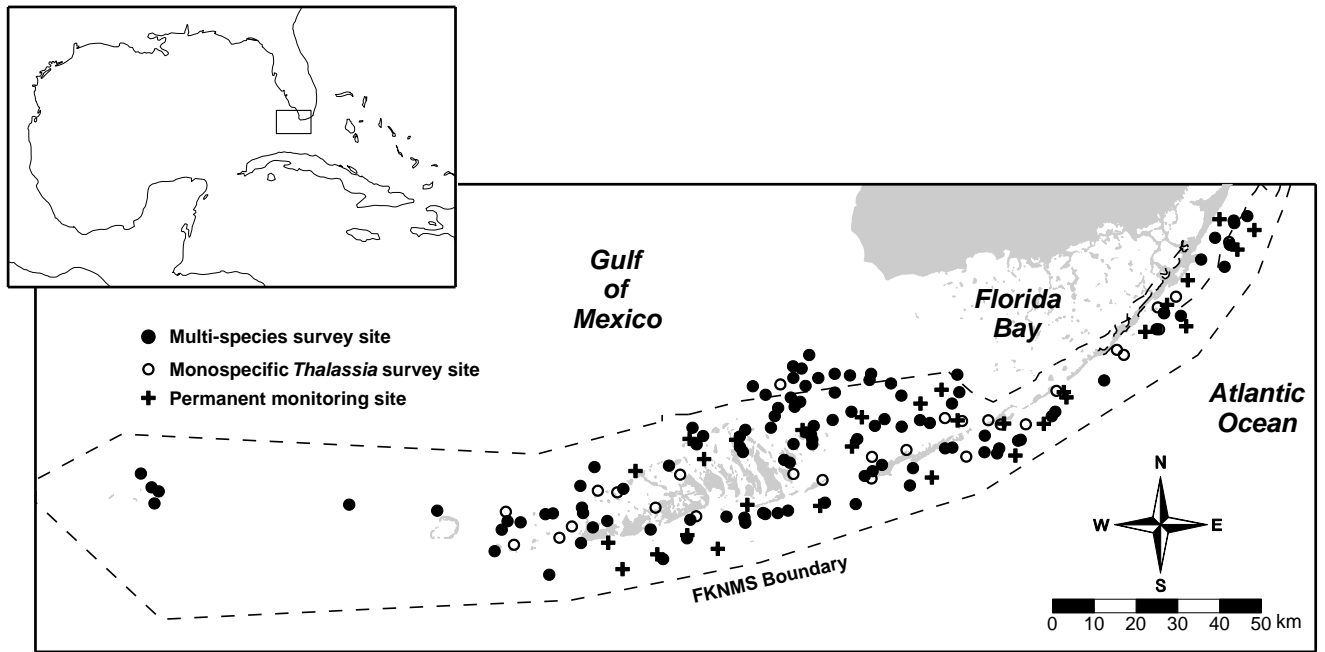 Gulf
of
Mexico
Florida
Bay
Multi-species survey site
Monospecific Thalassia survey site
Permanent monitoring site
Atlantic
Ocean
N
W E
S
FKNMS Boundary
0 10 20 30 40 50 km